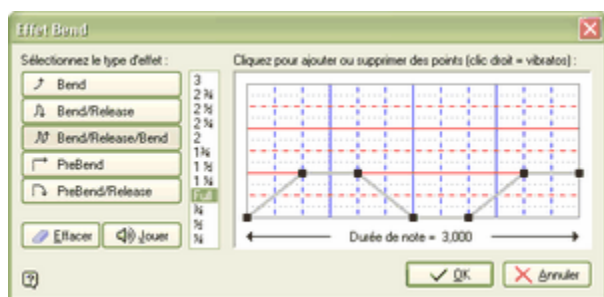 Effet Bend
Sélectionnez le type d'effet :
Cliquez pour ajouter ou supprimer des points (clic droit = vibratos) :
Bend
Bend/Release
Bend/Release/Bend
PreBend
PreBend/Release
Effacer
Jouer
3
2 ¾
2 ½
2 ¼
2
1 ¾
1 ½
1 ¼
Full
¾
½
¼
Durée de note = 3,000
OK
Annuler